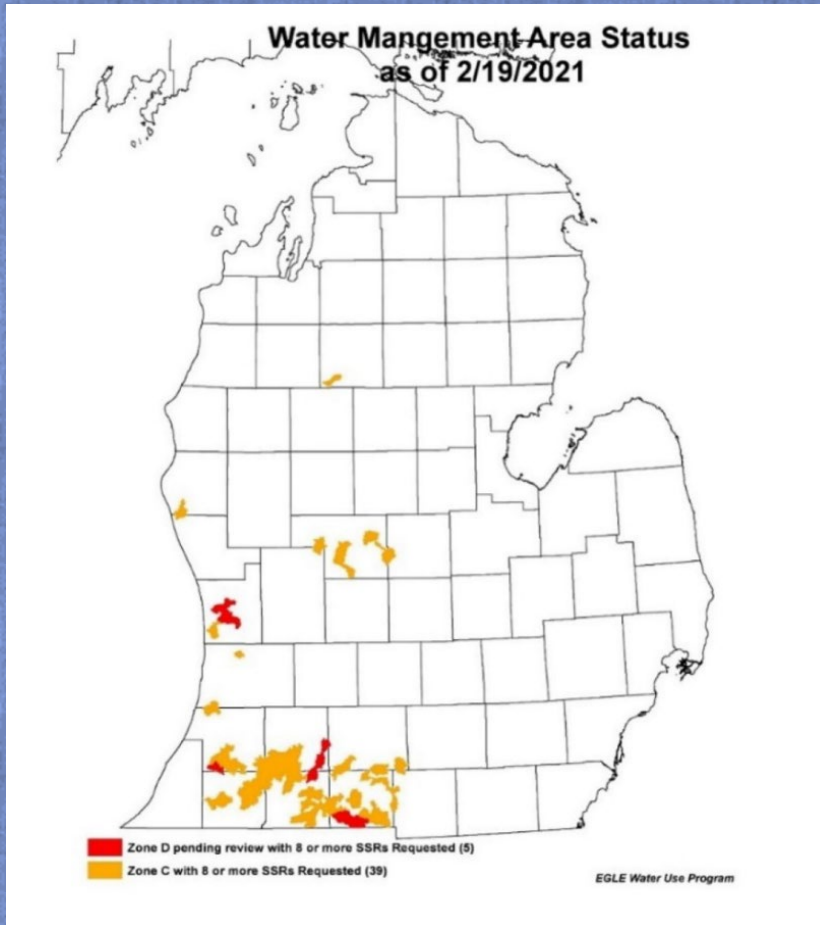 Water Mangement Area Status
as of 2/19/2021
Zone D pending review with 8 or more SSRs Requested (5)
Zone C with 8 or more SSRs Requested (39)
EGLE Water Use Program